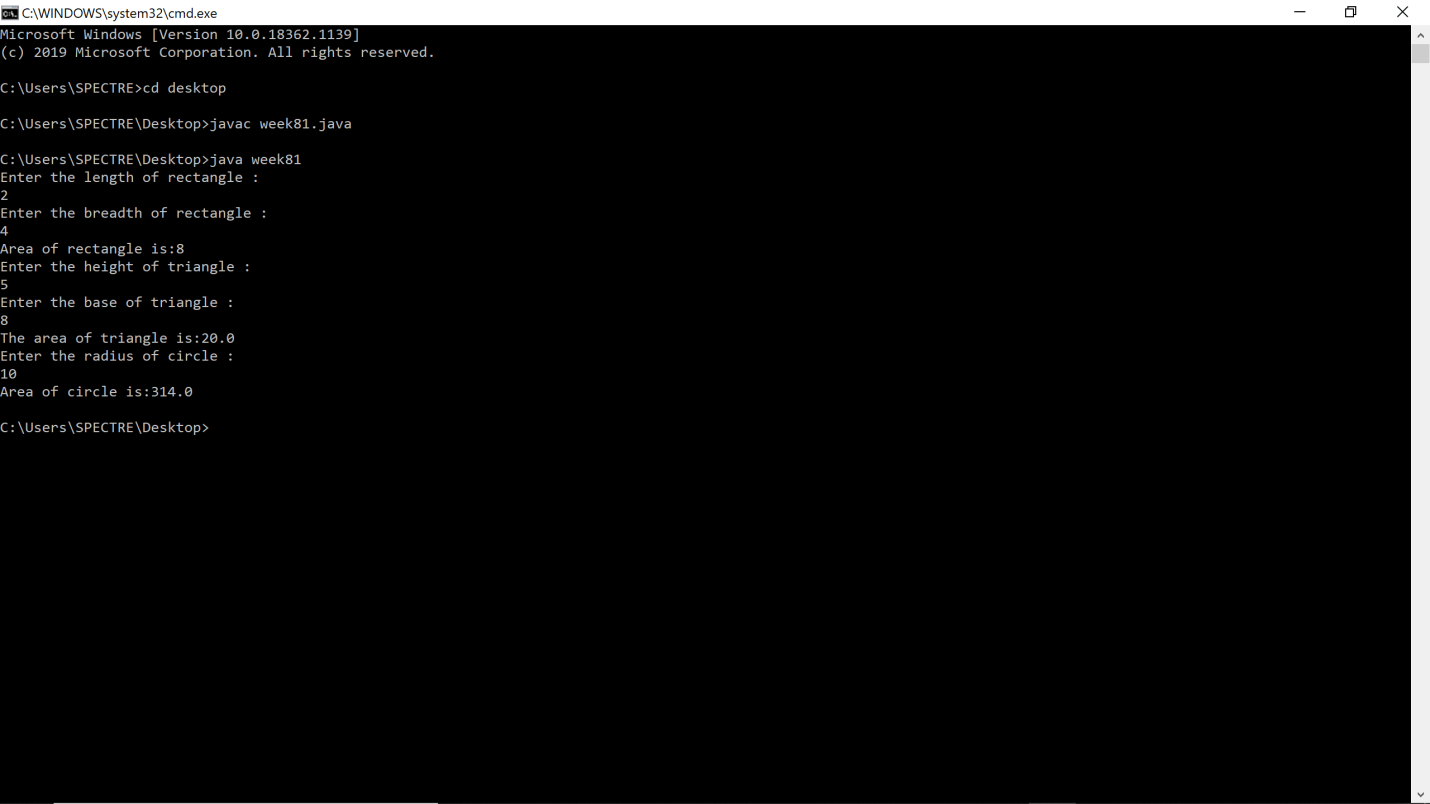 C:\WINDOWS\system32\cmd.exe
Microsoft Windows [Version 10.0.18362.1139]
(c) 2019 Microsoft Corporation. All rights reserved.
C:\Users\SPECTRE>cd desktop
C:\Users\SPECTRE\Desktop>javac week81.java
C:\Users\SPECTRE\Desktop>java week81
Enter the length of rectangle :
2
Enter the breadth of rectangle :
4
Area of rectangle is:8
Enter the height of triangle :
5
Enter the base of triangle :
8
The area of triangle is:20.0
Enter the radius of circle :
10
Area of circle is:314.0
C:\Users\SPECTRE\Desktop>